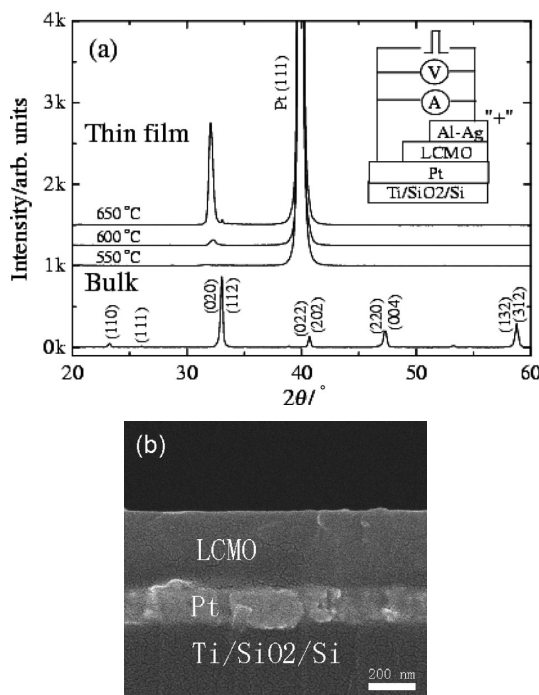 (a)
4k
3k
2k
1k
0k
Intensity/arb. units
Thin film
650°C
600°C
550°C
Bulk
Pt (111)
V
A
"+"
Al-Ag
LCMO
Pt
Ti/SiO2/Si
(110)
(111)
(020)
(112)
(022)
(202)
(220)
(004)
(132)
(312)
20 30 40 50 60
2θ/°
(b)
LCMO
Pt
Ti/SiO2/Si
200 nm